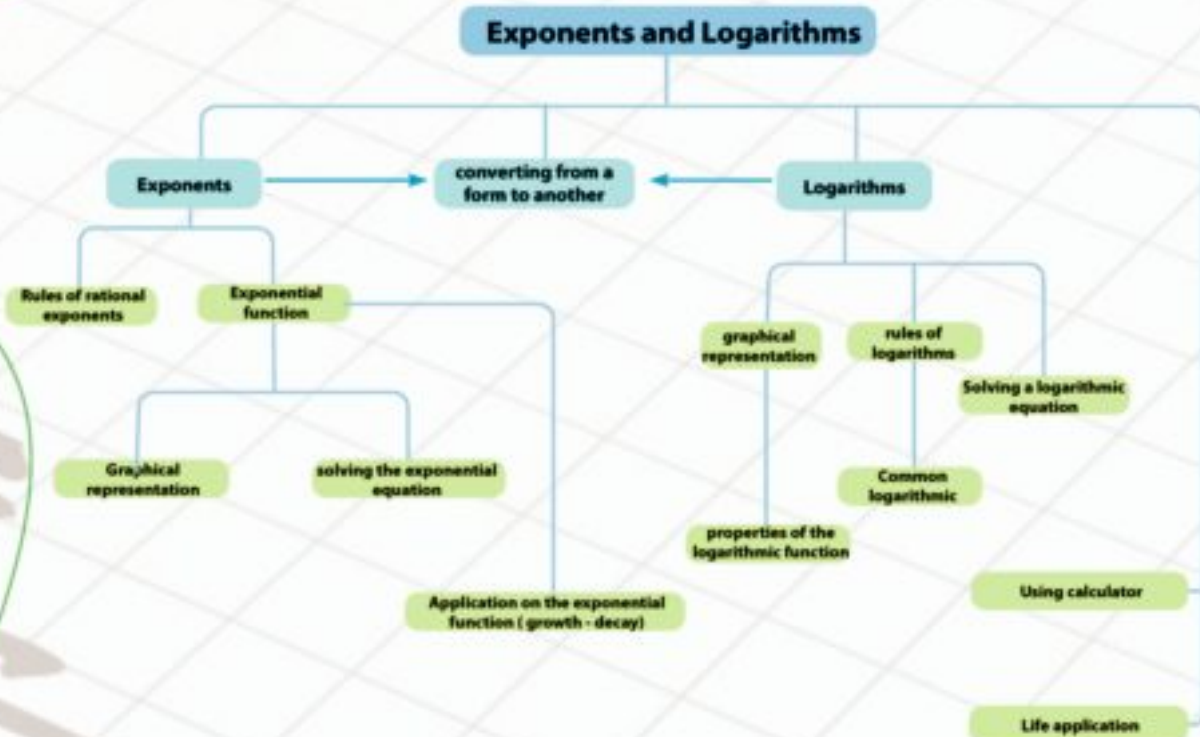 Exponents and Logarithms
Exponents
converting from a
form to another
Logarithms
Rules of rational
exponents
Exponential
function
graphical
representation
rules of
logarithms
Solving a logarithmic
equation
Graphical
representation
solving the exponential
equation
Common
logarithmic
properties of the
logarithmic function
Using calculator
Application on the exponential
function ( growth - decay)
Life application